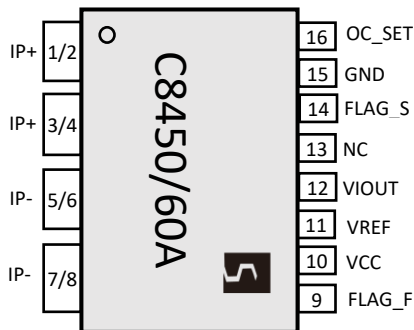 IP+ 1/2
IP+ 3/4
IP- 5/6
IP- 7/8
C8450/60A
16 OC_SET
15 GND
14 FLAG_S
13 NC
12 VIOUT
11 VREF
10 VCC
9 FLAG_F